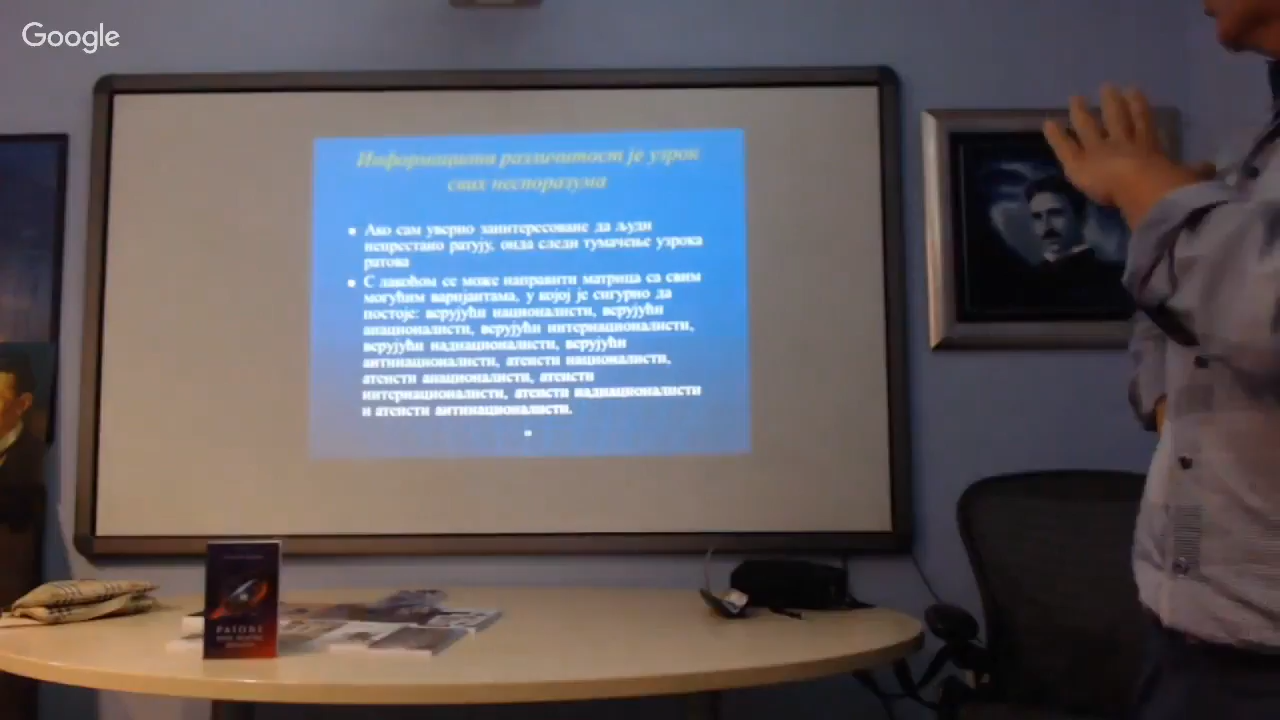 Google
Информациона различитост је узрок
свих неспоразума
Ако сам уверно заинтересоване да људи
непрестано ратују, онда следи тумачење узрока
ратова
С лакоћом се може направити матрица са свим
могућим варијантама, у којој је сигурно да
постоје: верујући националисти, верујући
анационалисти, верујући интернационалисти,
верујући наднационалисти, верујући
антинационалисти, атеисти националисти,
атеисти анационалисти, атеисти
интернационалисти, атеисти наднационалисти
и атеисти антинационалисти.